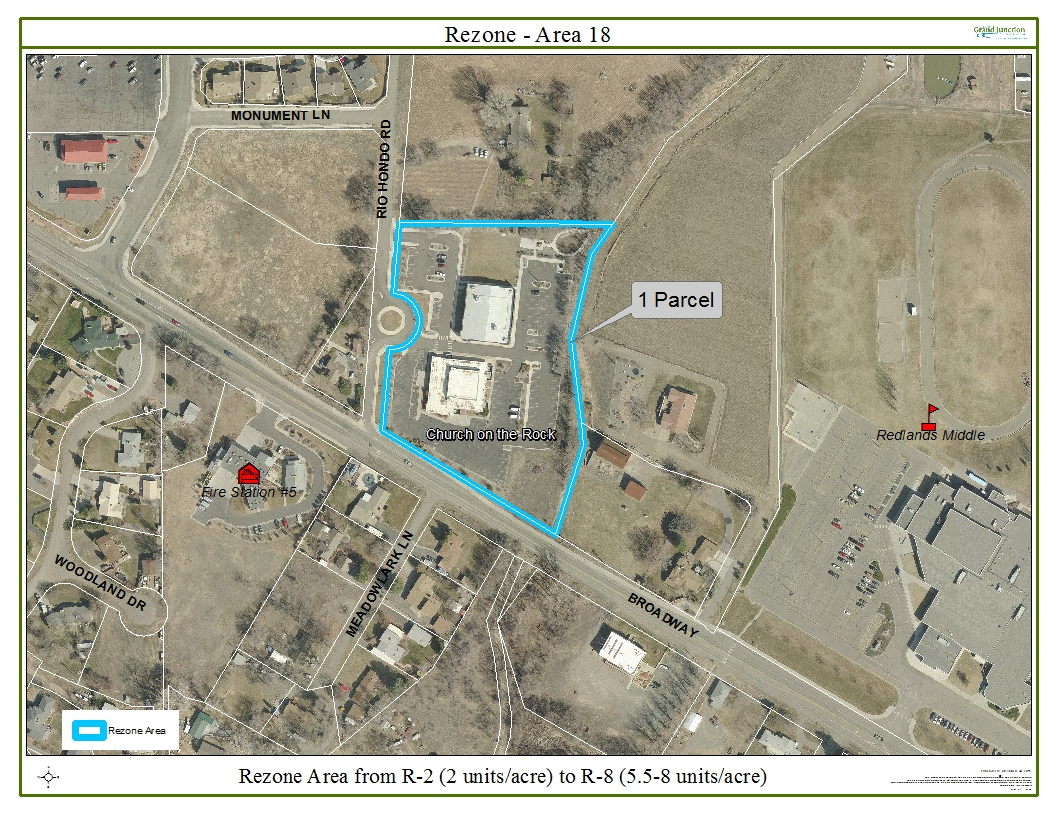 Rezone - Area 18
Grand Junction
MONUMENT LN
RIO HONDO RD
1 Parcel
Church on the Rock
Redlands Middle
Fire Station #5
WOODLAND DR
MEADOWLARK LN
BROADWAY
Rezone Area
Rezone Area from R-2 (2 units/acre) to R-8 (5.5-8 units/acre)